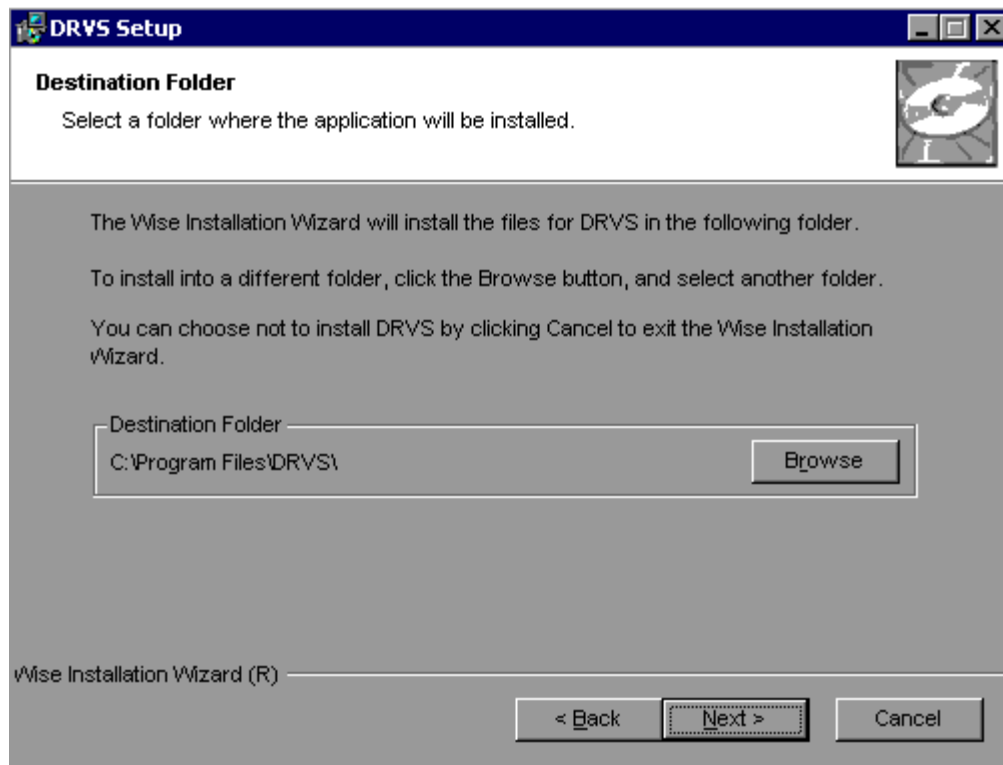 DRVS Setup
Destination Folder
Select a folder where the application will be installed.
The Wise Installation Wizard will install the files for DRVS in the following folder.
To install into a different folder, click the Browse button, and select another folder.
You can choose not to install DRVS by clicking Cancel to exit the Wise Installation
Wizard.
Destination Folder
C:\Program Files\DRVS\
Browse
Wise Installation Wizard (R)
< Back
Next >
Cancel